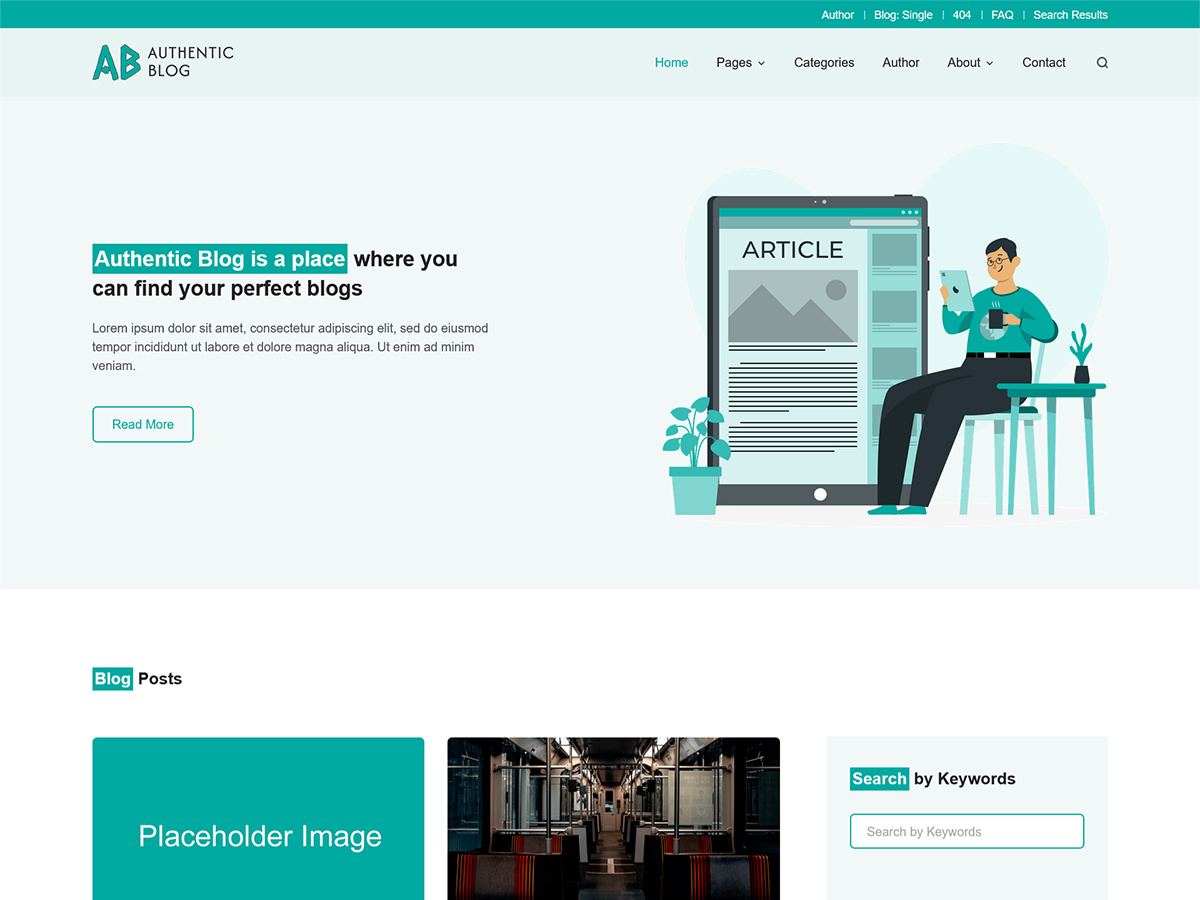 Author | Blog: Single | 404 | FAQ | Search Results
AB AUTHENTIC
BLOG
Home Pages Categories Author About Contact
ARTICLE
Authentic Blog is a place where you
can find your perfect blogs
Lorem ipsum dolor sit amet, consectetur adipiscing elit, sed do eiusmod
tempor incididunt ut labore et dolore magna aliqua. Ut enim ad minim
veniam.
Read More
Blog Posts
Placeholder Image
Search by Keywords
Search by Keywords